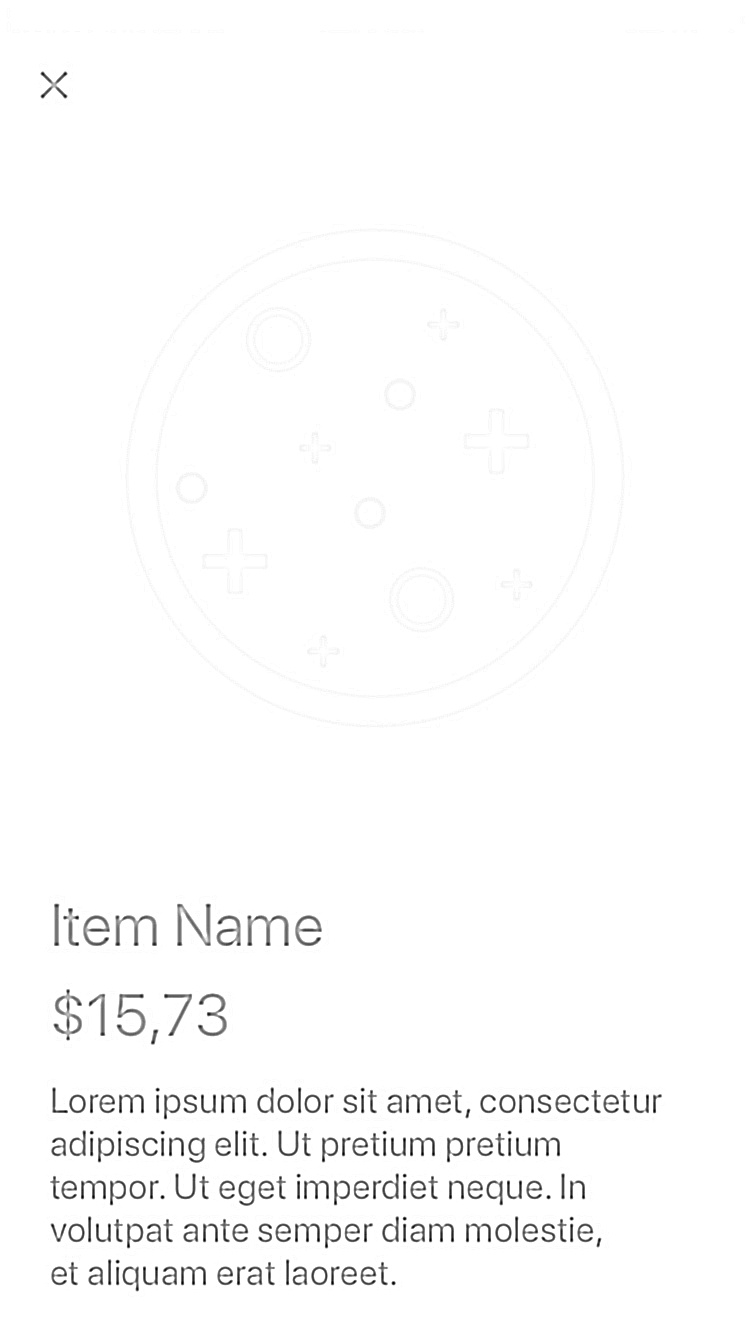 Item Name
$15,73
Lorem ipsum dolor sit amet, consectetur
adipiscing elit. Ut pretium pretium
tempor. Ut eget imperdiet neque. In
volutpat ante semper diam molestie,
et aliquam erat laoreet.